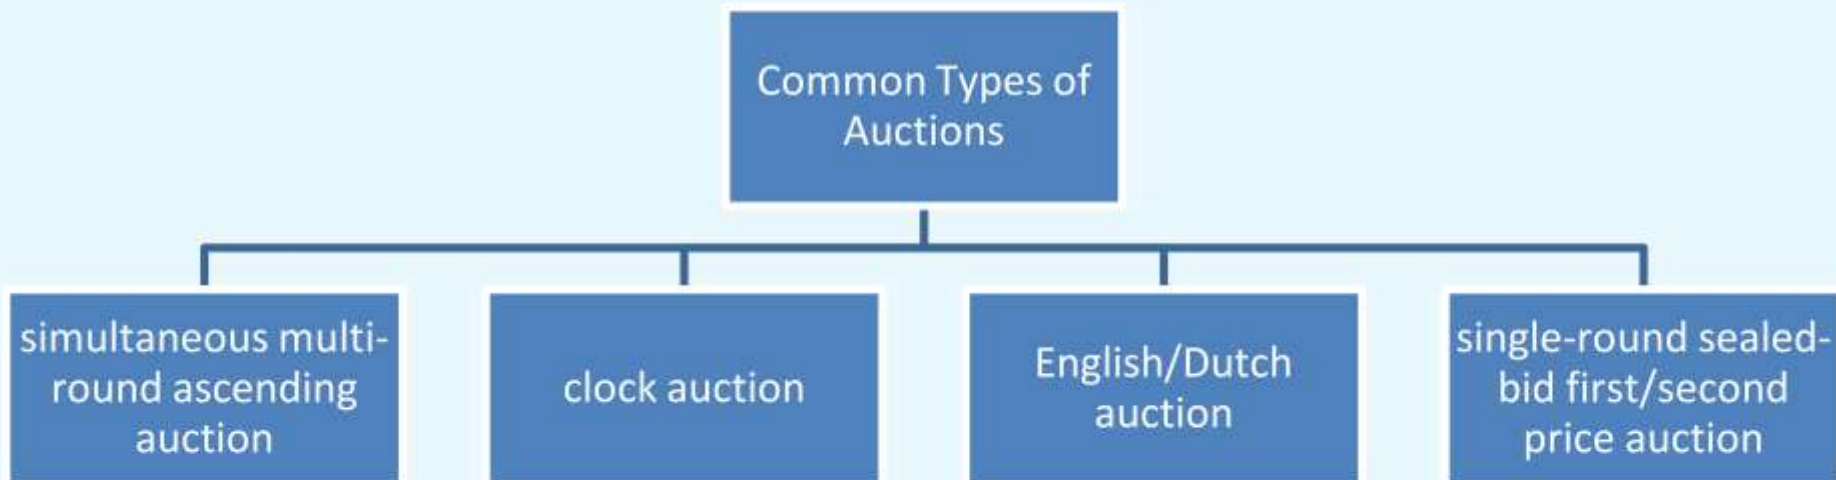 Common Types of
Auctions
simultaneous multi-
round ascending
auction
clock auction
English/Dutch
auction
single-round sealed-
bid first/second
price auction